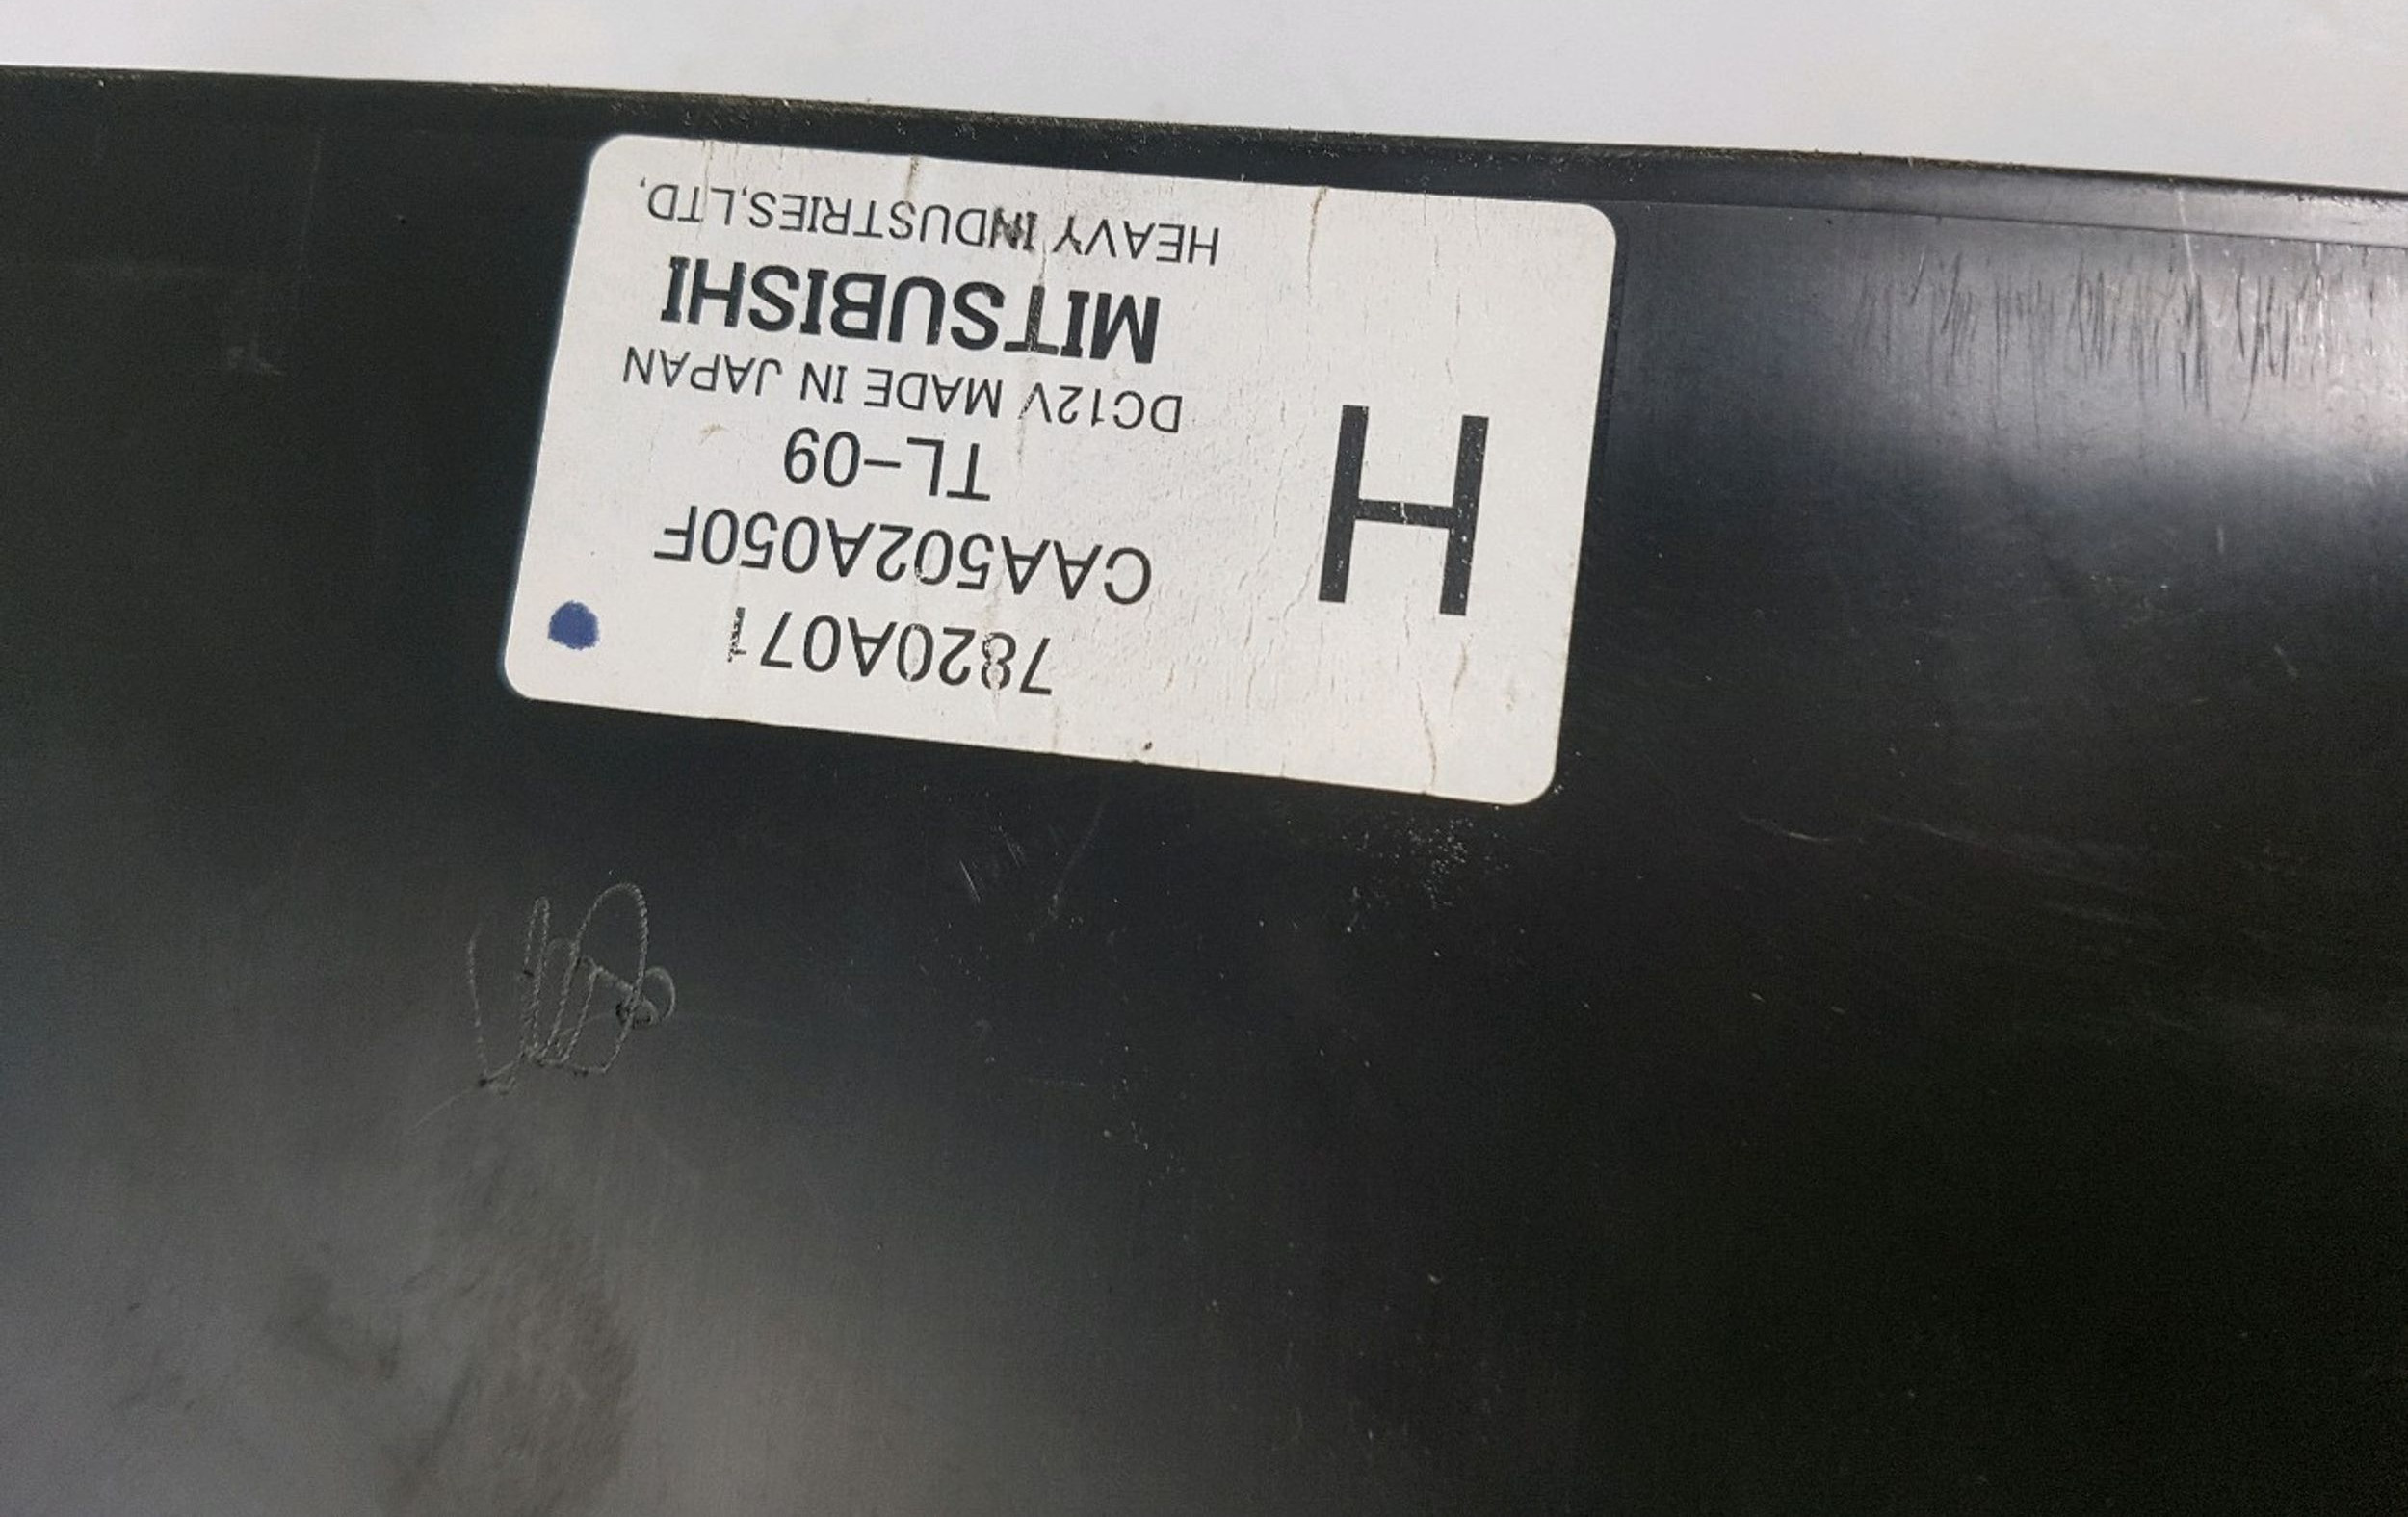 7820A071
CAA502A050F
TL-09
DC12V MADE IN JAPAN
MITSUBISHI
HEAVY INDUSTRIES,LTD.
H